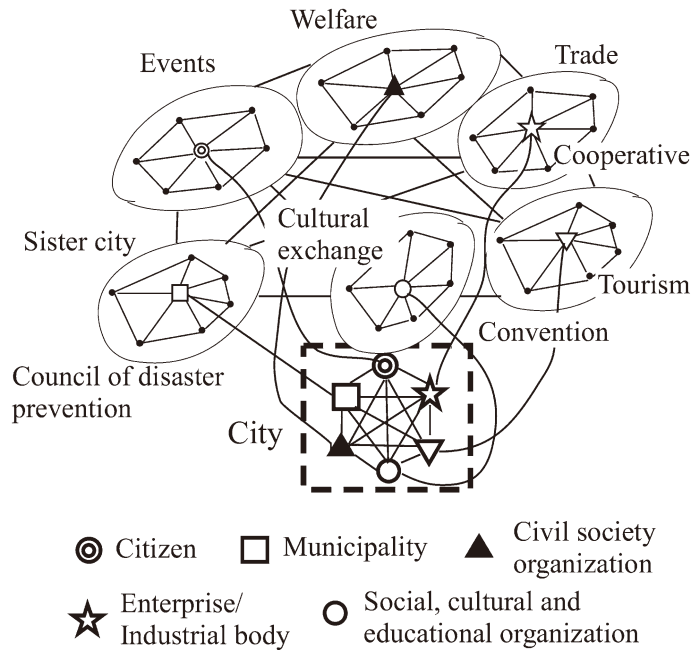 Welfare
Events
Trade
Cooperative
Cultural
exchange
Sister city
Tourism
Convention
Council of disaster
prevention
City
Citizen
Municipality
Civil society
organization
Enterprise/
Industrial body
Social, cultural and
educational organization